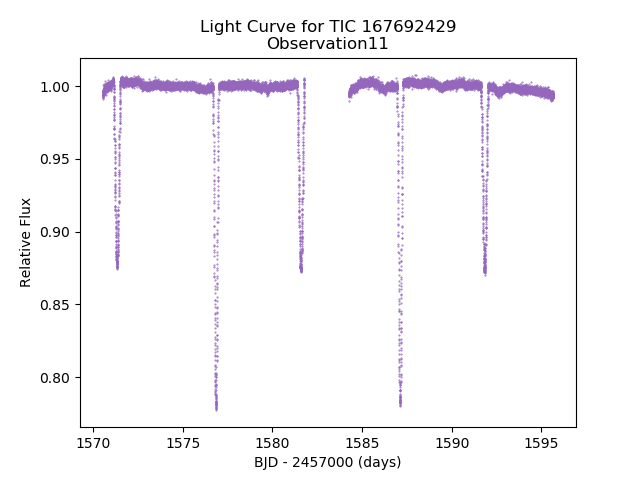 Light Curve for TIC 167692429
Observation11
1.00
0.95
0.90
0.85
0.80
Relative Flux
1570
1575
1580
1585
1590
1595
BJD - 2457000 (days)